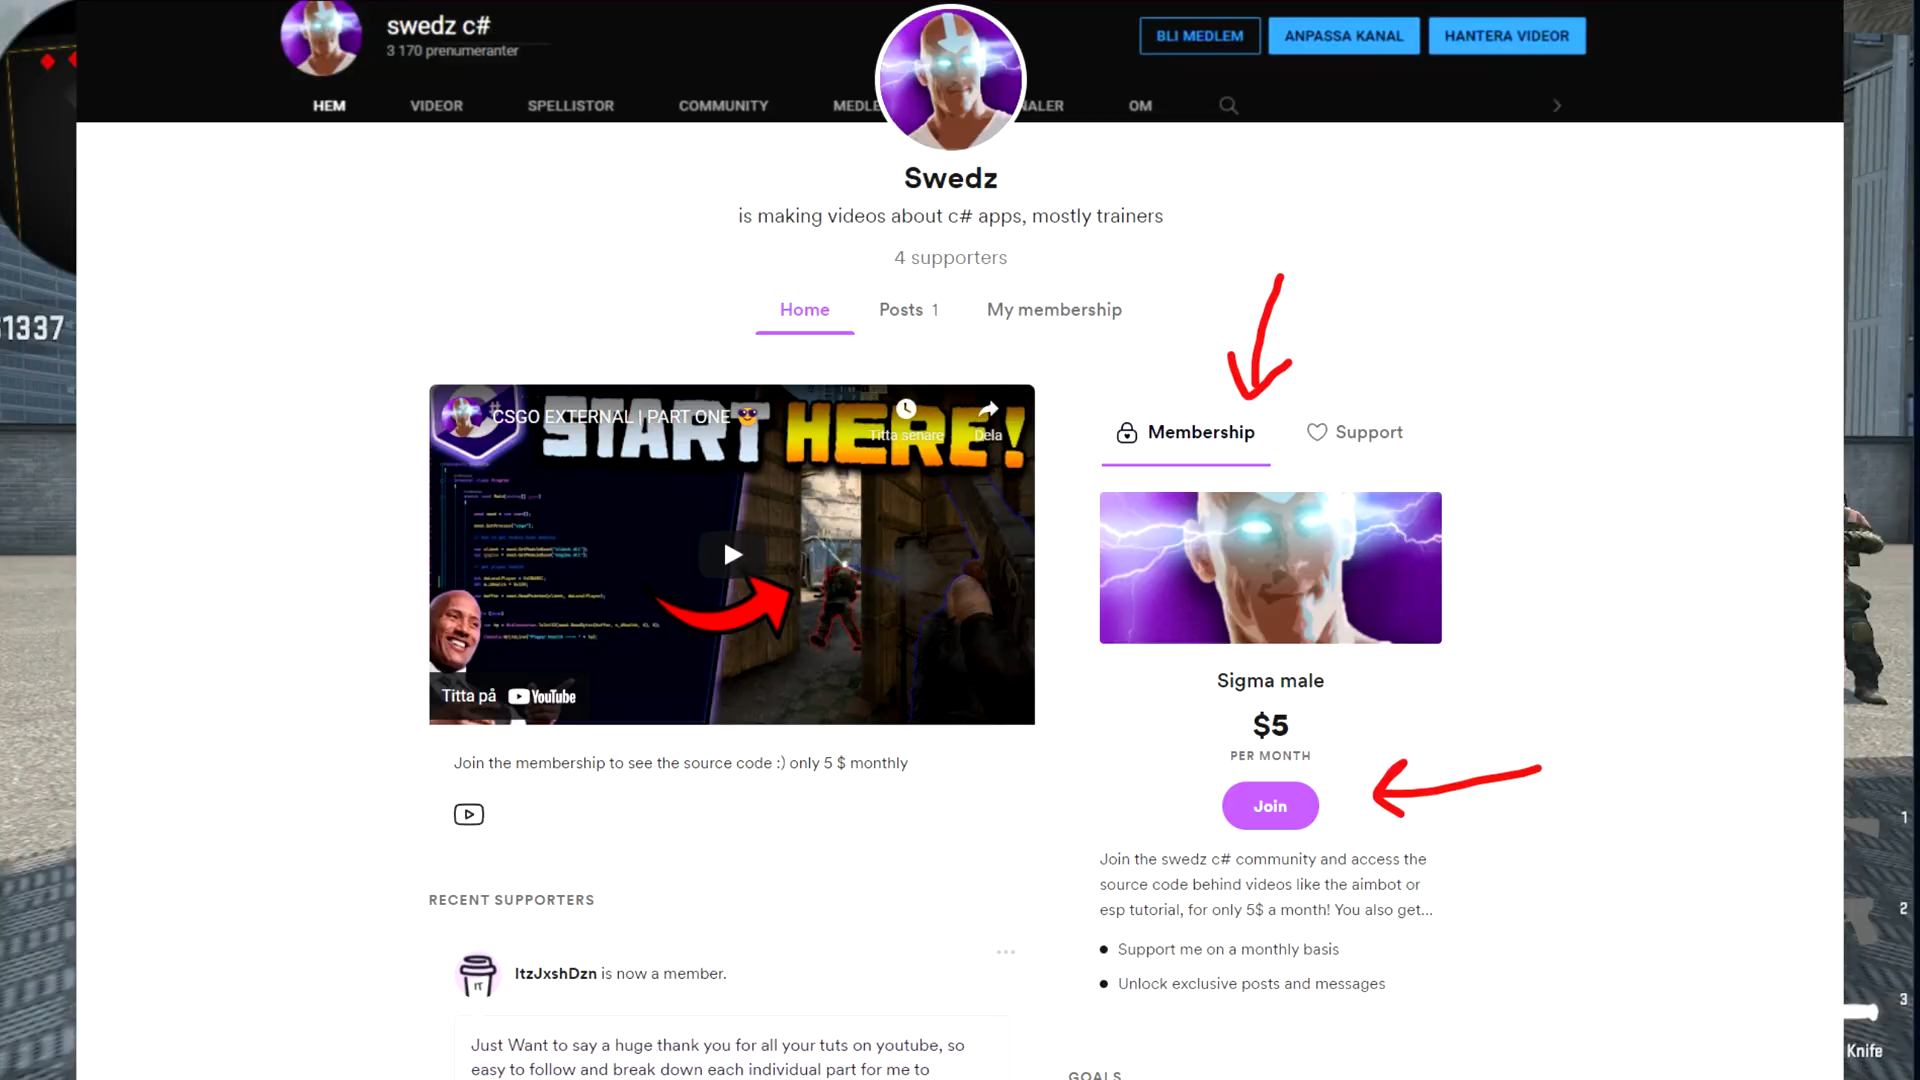 swedz c#
3 170 prenumeranter
BLI MEDLEM
ANPASSA KANAL
HANTERA VIDEOR
HEM
VIDEOR
SPELLISTOR
COMMUNITY
MEDLE
NALER
OM
Swedz
is making videos about c# apps, mostly trainers
4 supporters
Home
Posts 1
My membership
1337
CSGO EXTERNAL | PART ONE 😎
START HERE!
Titta senare
Dela
Titta på YouTube
Membership
Support
Sigma male
$5
PER MONTH
Join
Join the swedz c# community and access the
source code behind videos like the aimbot or
esp tutorial, for only 5$ a month! You also get...
Support me on a monthly basis
Unlock exclusive posts and messages
Join the membership to see the source code :) only 5 $ monthly
RECENT SUPPORTERS
IT
ItzJxshDzn is now a member.
Just Want to say a huge thank you for all your tuts on youtube, so
easy to follow and break down each individual part for me to
GOALS
1
2
3
Knife